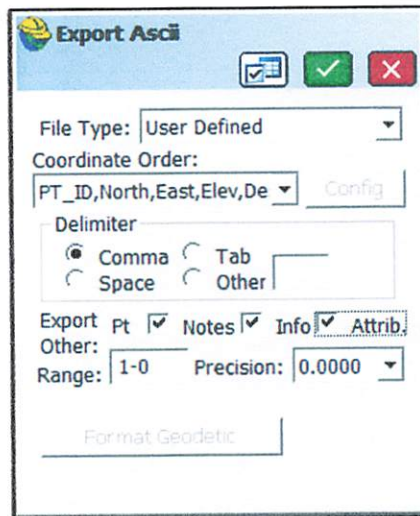 Export Ascii
File Type: User Defined
Coordinate Order:
PT_ID,North,East,Elev,De
Config
Delimiter
Comma Tab
Space Other
Export Other: Pt Notes Info Attrib.
Range: 1-0 Precision: 0.0000
Format Geodetic